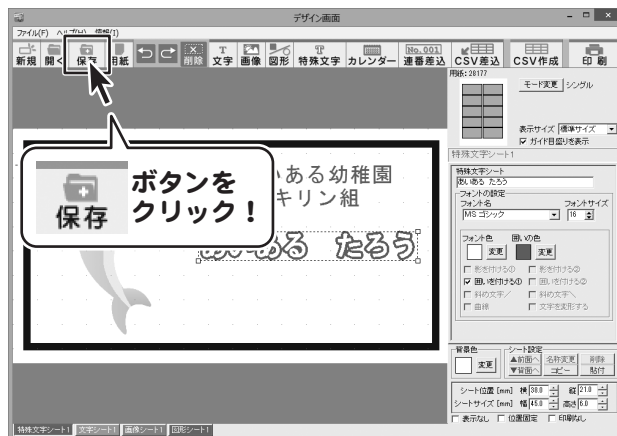 デザイン画面
ファイル(F) ヘルプ(H) 情報(I)
新規 開く 保存 用紙 削除 文字 画像 図形 特殊文字 カレンダー 連番差込 CSV差込 CSV作成 印刷
No.001
用紙:28177
モード変更 シングル
表示サイズ 標準サイズ
ガイド目盛りを表示
特殊文字シート1
特殊文字シート
あいある たろう
フォントの設定
フォント名 フォントサイズ
MS ゴシック 16
フォント色 囲いの色
変更 変更
影を付ける① 影を付ける②
囲いを付ける① 囲いを付ける②
斜め文字/ 斜め文字\
曲線 文字を変形する
背景色 シート設定
変更 ▲前面へ 名称変更 削除
▼背面へ コピー 貼付
シート位置 [mm] 横 38.0 縦 21.0
シートサイズ [mm] 幅 45.0 高さ 6.0
表示なし 位置固定 印刷なし
いある幼稚園
キリン組
あいある たろう
保存
ボタンを
クリック!
特殊文字シート1 文字シート1 画像シート1 図形シート1